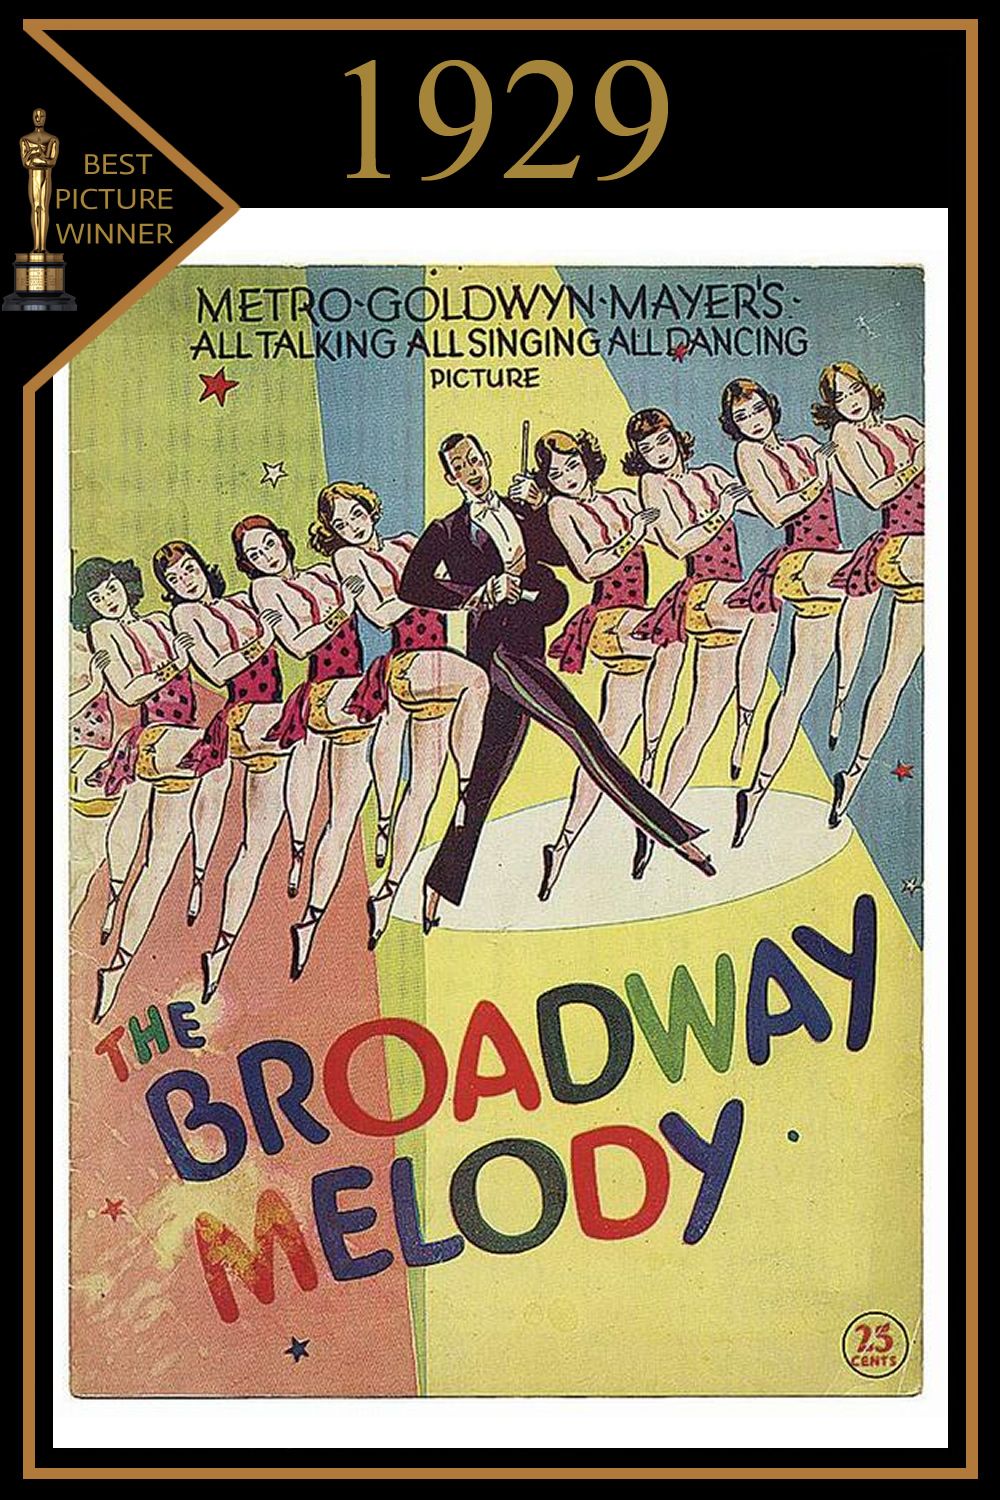 1929
BEST
PICTURE
WINNER
METRO·GOLDWYN·MAYER'S·
ALL TALKING ALL SINGING ALL DANCING
PICTURE
THE
BROADWAY
MELODY
25
CENTS